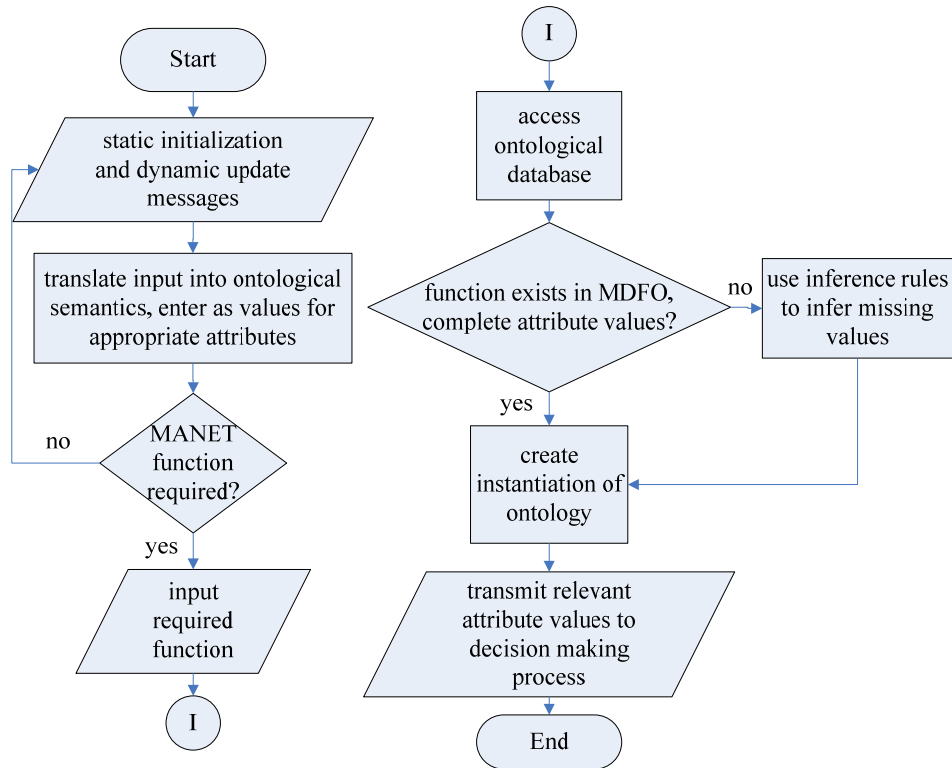 Start
static initialization
and dynamic update
messages
translate input into ontological
semantics, enter as values for
appropriate attributes
no
MANET
function
required?
yes
input
required
function
I
I
access
ontological
database
function exists in MDFO,
complete attribute values?
no
use inference rules
to infer missing
values
yes
create
instantiation of
ontology
transmit relevant
attribute values to
decision making
process
End